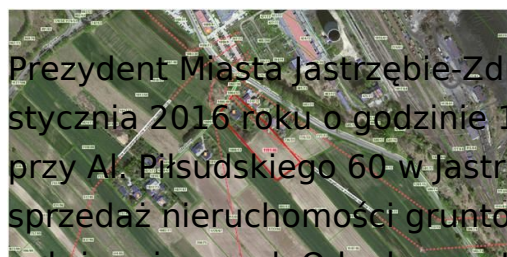 Prezydent Miasta Jastrzębie-Zd
stycznia 2016 roku o godzinie 1
przy Al. Piłsudskiego 60 w Jastr
sprzedaż nieruchomości grunto